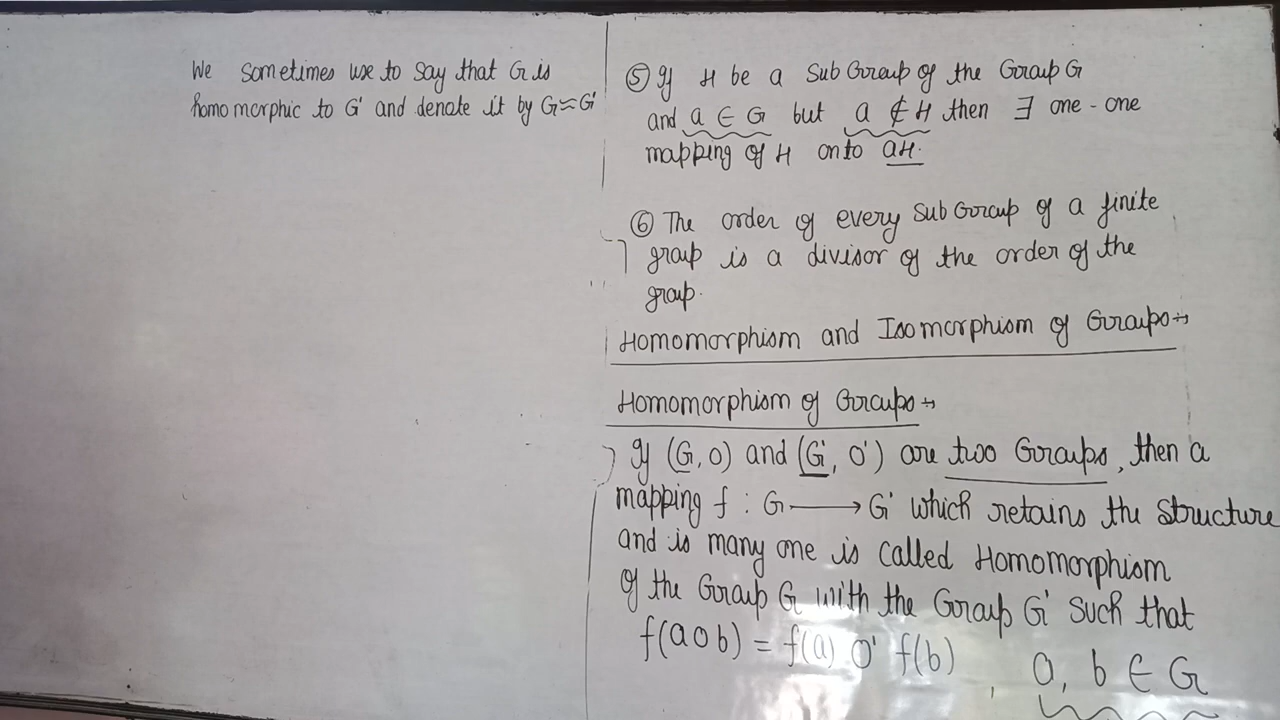 We sometimes use to say that G is
homomorphic to G' and denote it by G≈G'
⑤ If H be a Sub Group of the Group G
and a ∈ G but a ∉ H then ∃ one-one
mapping of H onto aH.
⑥ The order of every Sub Group of a finite
group is a divisor of the order of the
group.
Homomorphism and Isomorphism of Groups→
Homomorphism of Groups→
If (G, o) and (G', o') are two Groups, then a
mapping f : G ⟶ G' which retains the structure
and is many one is called Homomorphism
of the Group G with the Group G' such that
f(aob) = f(a) o' f(b) , a, b ∈ G